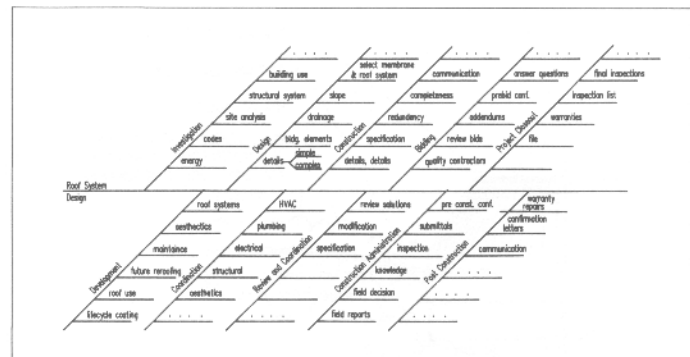 . . . .
building use
structural system
site analysis
codes
energy
Investigation
. . . .
select membrane
& roof system
slope
drainage
bldg. elements
details
simple
complex
Design
. . . .
communication
completeness
redundancy
specification
details, details
Construction
. . . .
answer questions
prebid conf.
addendums
review bids
quality contractors
Bidding
. . . .
final inspections
inspection list
warranties
file
Project Closeout
Roof System
Design
roof systems
aesthectics
maintaince
future reroofing
roof use
lifecycle costing
Development
HVAC
plumbing
electrical
structural
aesthetics
. . . .
Coordination
review solutions
modification
specification
Review and Coordination
pre const. conf.
submittals
inspection
knowledge
field decision
field reports
Construction Administration
warranty
repairs
confirmation
letters
communication
. . . .
. . . .
. . . .
Post Construction